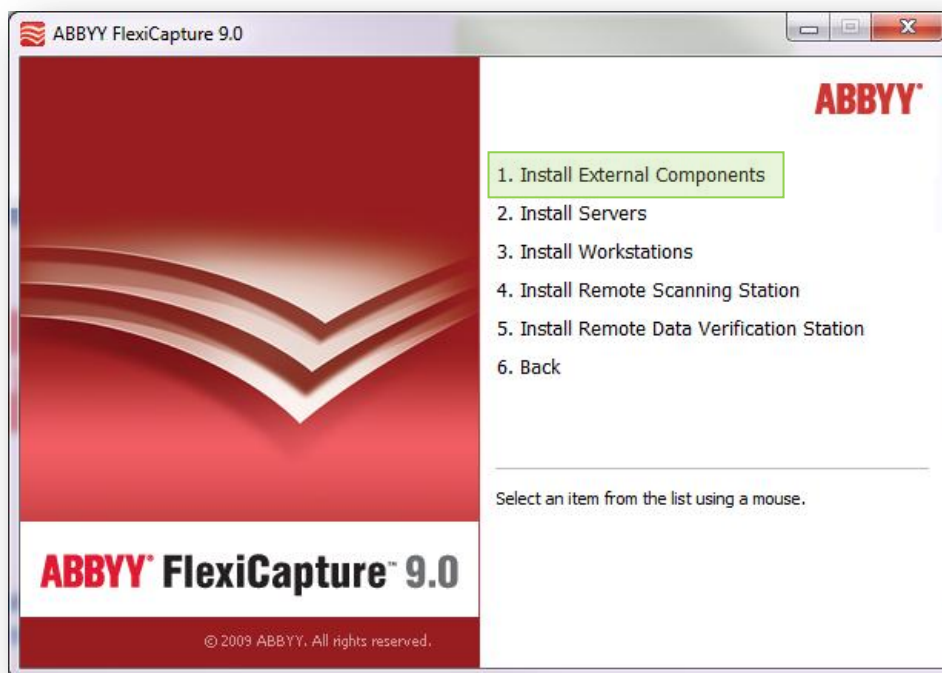 ABBYY FlexiCapture 9.0
ABBYY®
1. Install External Components
2. Install Servers
3. Install Workstations
4. Install Remote Scanning Station
5. Install Remote Data Verification Station
6. Back
Select an item from the list using a mouse.
ABBYY® FlexiCapture™ 9.0
© 2009 ABBYY. All rights reserved.